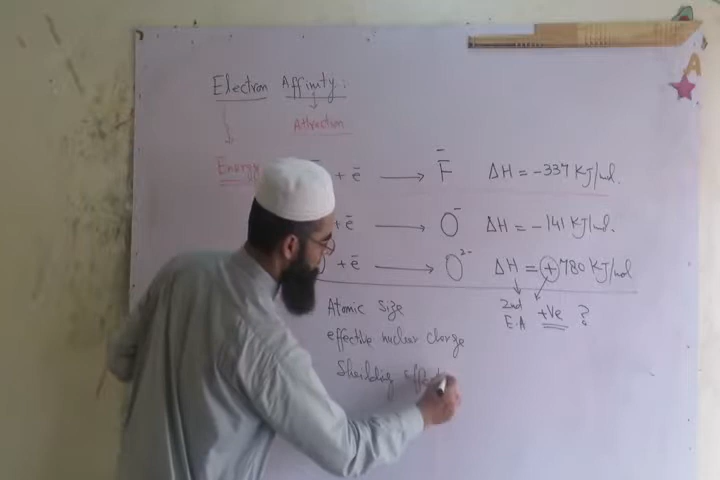 Electron Affinity:
Attraction
Energy
+ ē → F̄ ΔH = -337 KJ/mol.
+ ē → O⁻ ΔH = -141 KJ/mol.
+ ē → O²⁻ ΔH = +780 KJ/mol
Atomic size
2nd E.A +Ve ?
effective nuclear charge
Sheilding effect
A